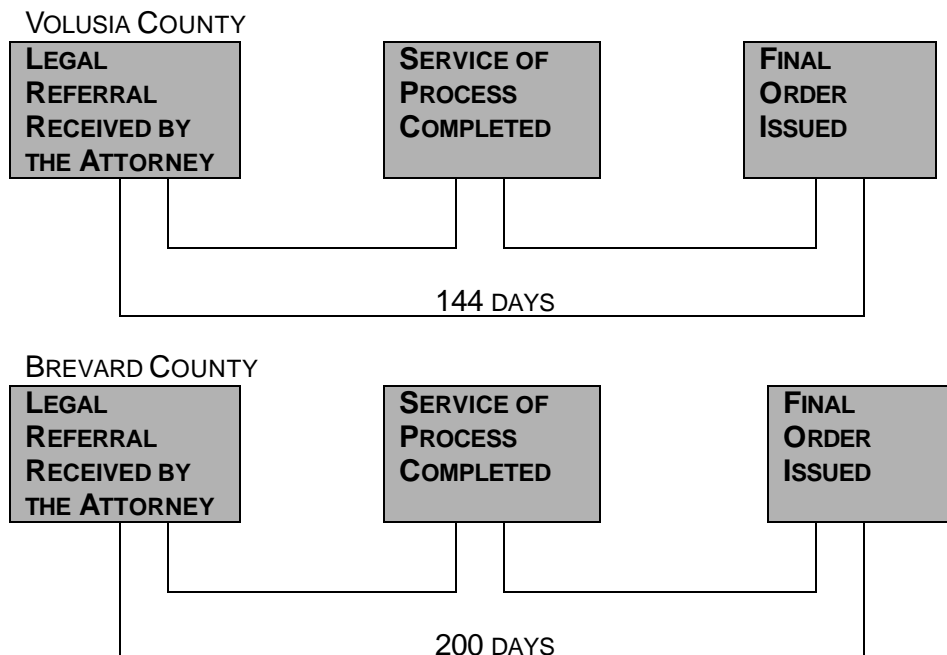 VOLUSIA COUNTY
LEGAL
REFERRAL
RECEIVED BY
THE ATTORNEY
SERVICE OF
PROCESS
COMPLETED
FINAL
ORDER
ISSUED
144 DAYS
BREVARD COUNTY
LEGAL
REFERRAL
RECEIVED BY
THE ATTORNEY
SERVICE OF
PROCESS
COMPLETED
FINAL
ORDER
ISSUED
200 DAYS